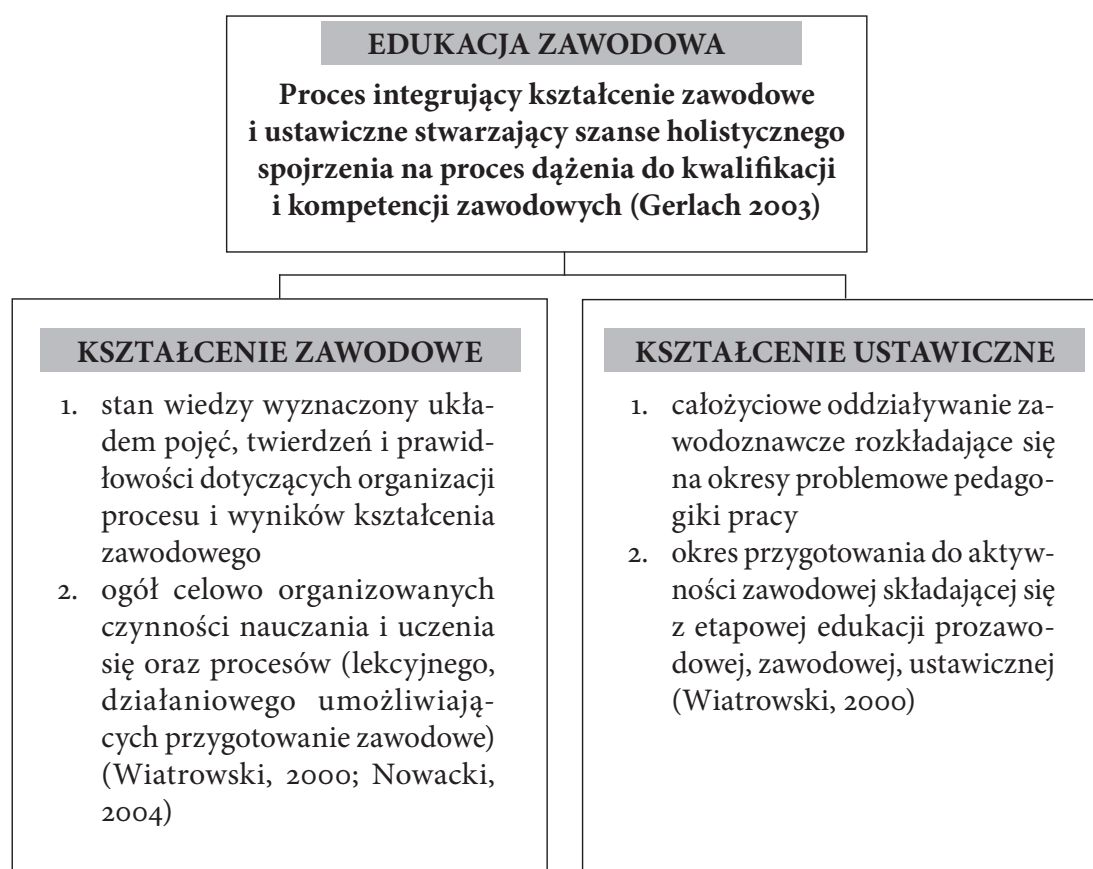 EDUKACJA ZAWODOWA
Proces integrujący kształcenie zawodowe
i ustawiczne stwarzający szanse holistycznego
spojrzenia na proces dążenia do kwalifikacji
i kompetencji zawodowych (Gerlach 2003)
KSZTAŁCENIE ZAWODOWE
1. stan wiedzy wyznaczony ukła-
dem pojęć, twierdzeń i prawid-
łowości dotyczących organizacji
procesu i wyników kształcenia
zawodowego
2. ogół celowo organizowanych
czynności nauczania i uczenia
się oraz procesów (lekcyjnego,
działaniowego umożliwiają-
cych przygotowanie zawodowe)
(Wiatrowski, 2000; Nowacki,
2004)
KSZTAŁCENIE USTAWICZNE
1. całożyciowe oddziaływanie za-
wodoznawcze rozkładające się
na okresy problemowe pedago-
giki pracy
2. okres przygotowania do aktyw-
ności zawodowej składającej się
z etapowej edukacji prozawo-
dowej, zawodowej, ustawicznej
(Wiatrowski, 2000)